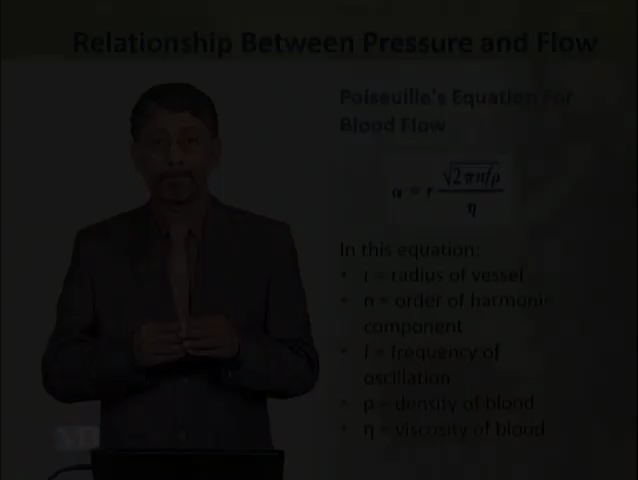 Relationship Between Pressure and Flow
Poiseuille's Equation For
Blood Flow
α = r √2πnfρ / η
In this equation:
• r = radius of vessel
• n = order of harmonic
component
• f = frequency of
oscillation
• ρ = density of blood
• η = viscosity of blood